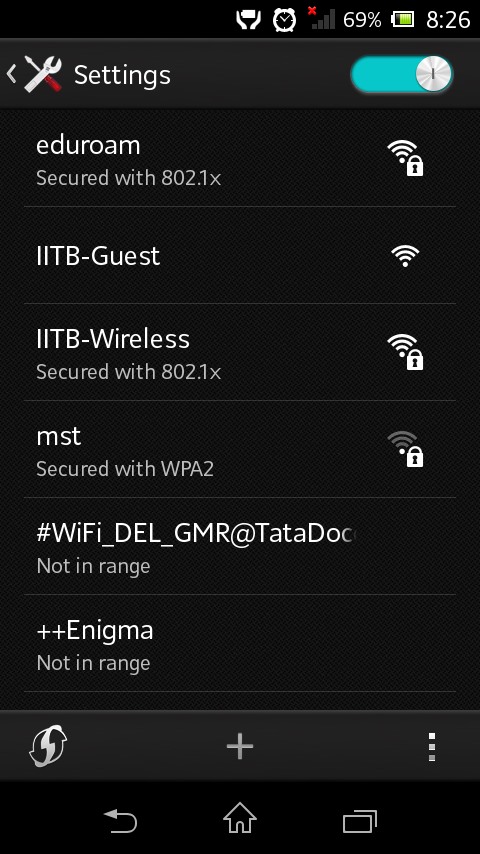 69% 8:26
Settings
eduroam
Secured with 802.1x
IITB-Guest
IITB-Wireless
Secured with 802.1x
mst
Secured with WPA2
#WiFi_DEL_GMR@TataDoc
Not in range
++Enigma
Not in range